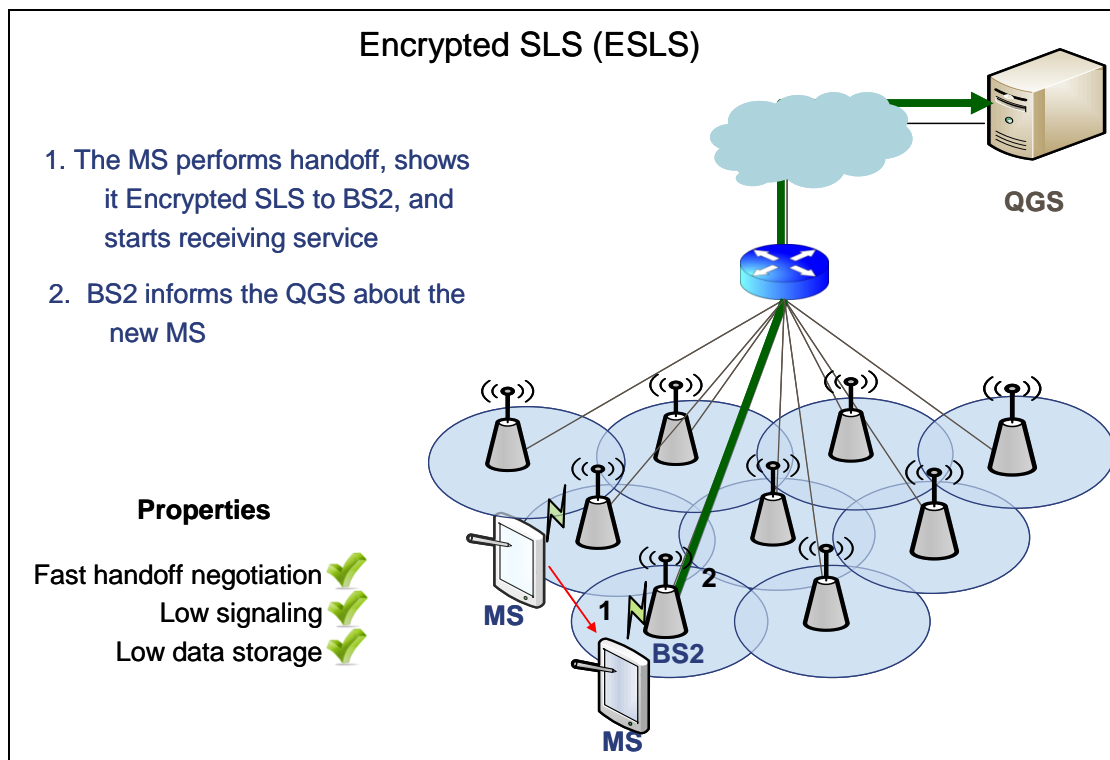 Encrypted SLS (ESLS)
1. The MS performs handoff, shows
it Encrypted SLS to BS2, and
starts receiving service
2. BS2 informs the QGS about the
new MS
QGS
Properties
Fast handoff negotiation
Low signaling
Low data storage
MS
1
2
BS2
MS